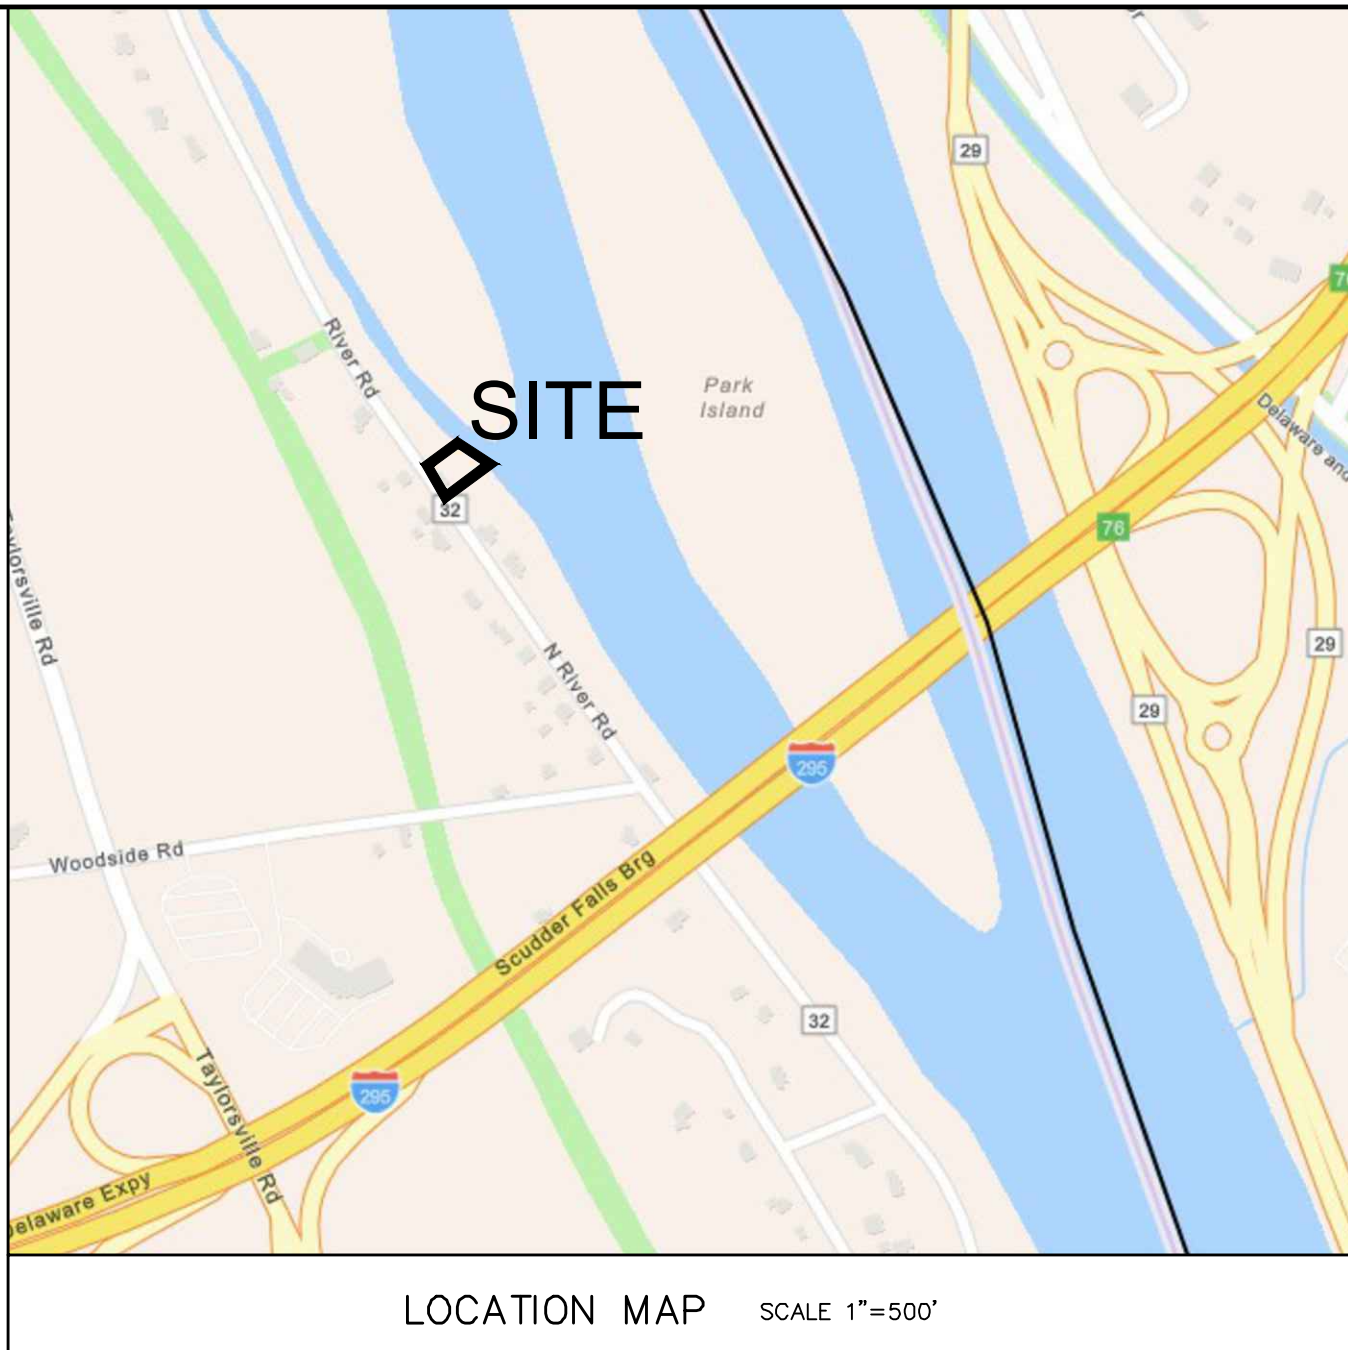 29
76
River Rd
SITE
Park
Island
Delaware and
32
76
Taylorsville Rd
29
N River Rd
29
295
Woodside Rd
Scudder Falls Brg
32
295
Taylorsville Rd
Delaware Expy
LOCATION MAP SCALE 1"=500'